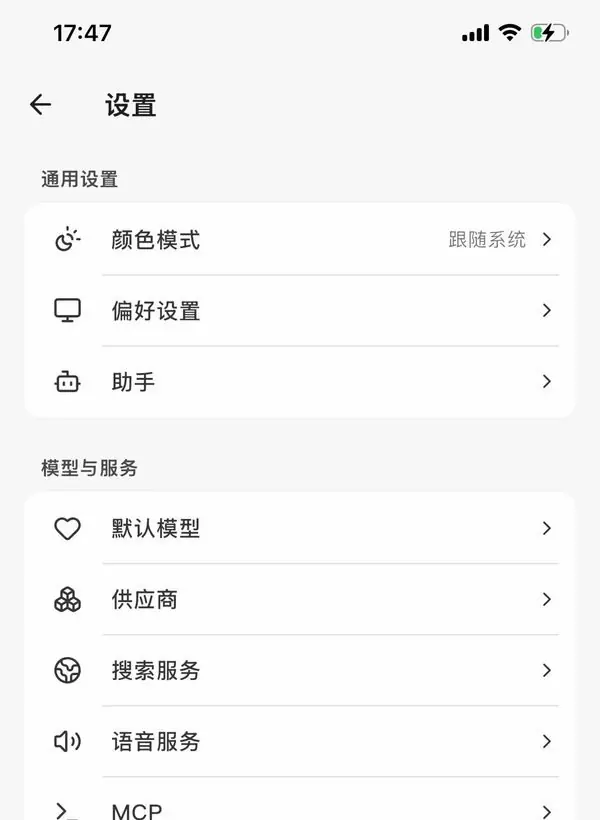 17:47
设置
通用设置
颜色模式 跟随系统
偏好设置
助手
模型与服务
默认模型
供应商
搜索服务
语音服务
MCP